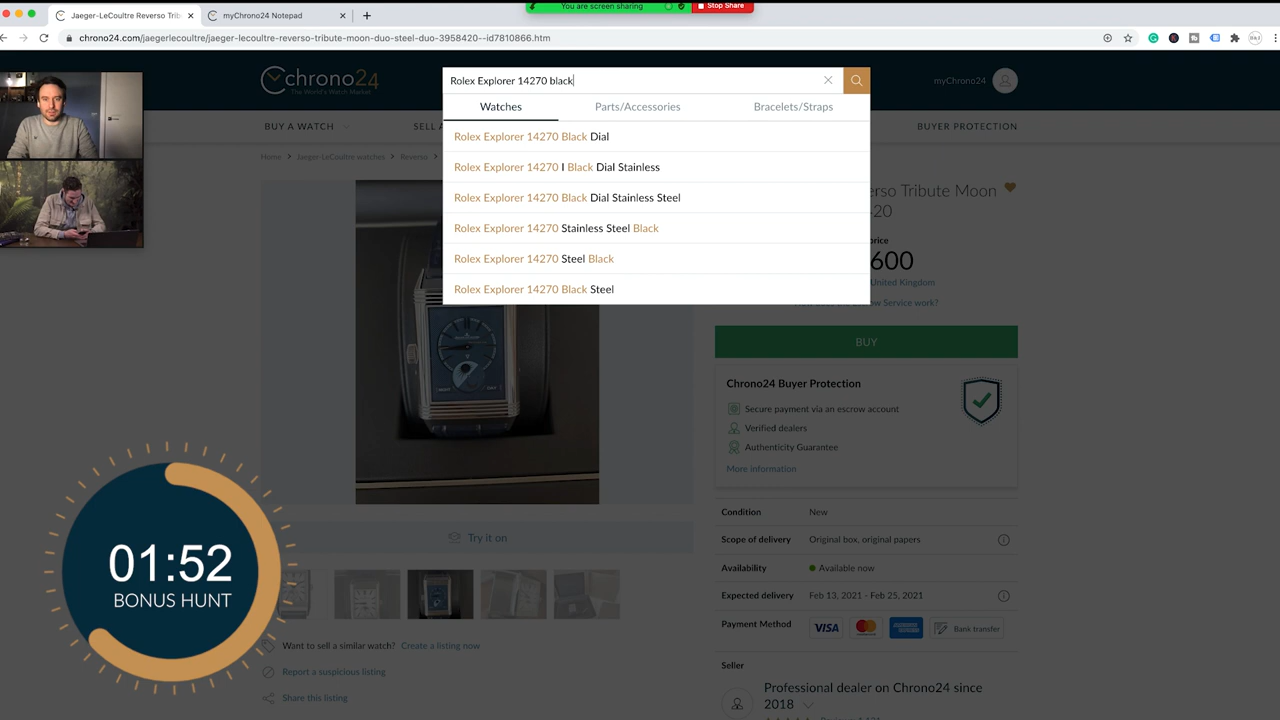 You are screen sharing
Stop Share
Jaeger-LeCoultre Reverso Trib
myChrono24 Notepad
chrono24.com/jaegerlecoultre/jaeger-lecoultre-reverso-tribute-moon-duo-steel-duo-3958420--id7810866.htm
chrono24
The World's Watch Market
Rolex Explorer 14270 black
myChrono24
Watches
Parts/Accessories
Bracelets/Straps
BUY A WATCH
SELL A
BUYER PROTECTION
Rolex Explorer 14270 Black Dial
Rolex Explorer 14270 I Black Dial Stainless
Rolex Explorer 14270 Black Dial Stainless Steel
Rolex Explorer 14270 Stainless Steel Black
Rolex Explorer 14270 Steel Black
Rolex Explorer 14270 Black Steel
Home
Jaeger-LeCoultre watches
Reverso
erso Tribute Moon
20
price
600
United Kingdom
BUY
Chrono24 Buyer Protection
Secure payment via an escrow account
Verified dealers
Authenticity Guarantee
More information
Condition New
Scope of delivery Original box, original papers
Availability Available now
Expected delivery Feb 13, 2021 - Feb 25, 2021
Payment Method VISA Bank transfer
Seller
Professional dealer on Chrono24 since
2018
Try it on
Want to sell a similar watch? Create a listing now
Report a suspicious listing
Share this listing
01:52
BONUS HUNT